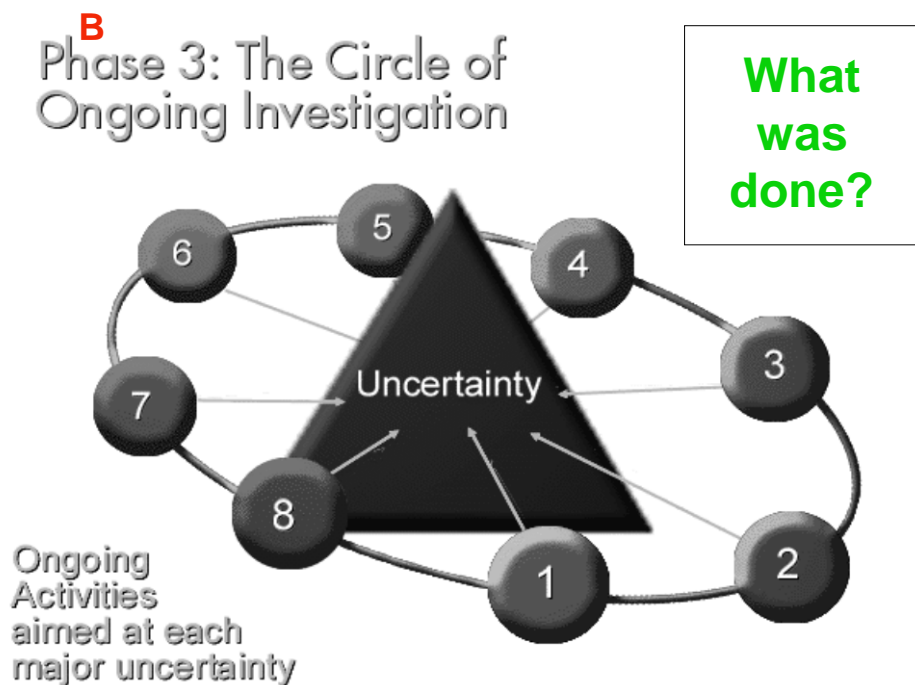 B
Phase 3: The Circle of
Ongoing Investigation
What
was
done?
5
6
4
3
Uncertainty
7
8
1
2
Ongoing
Activities
aimed at each
major uncertainty